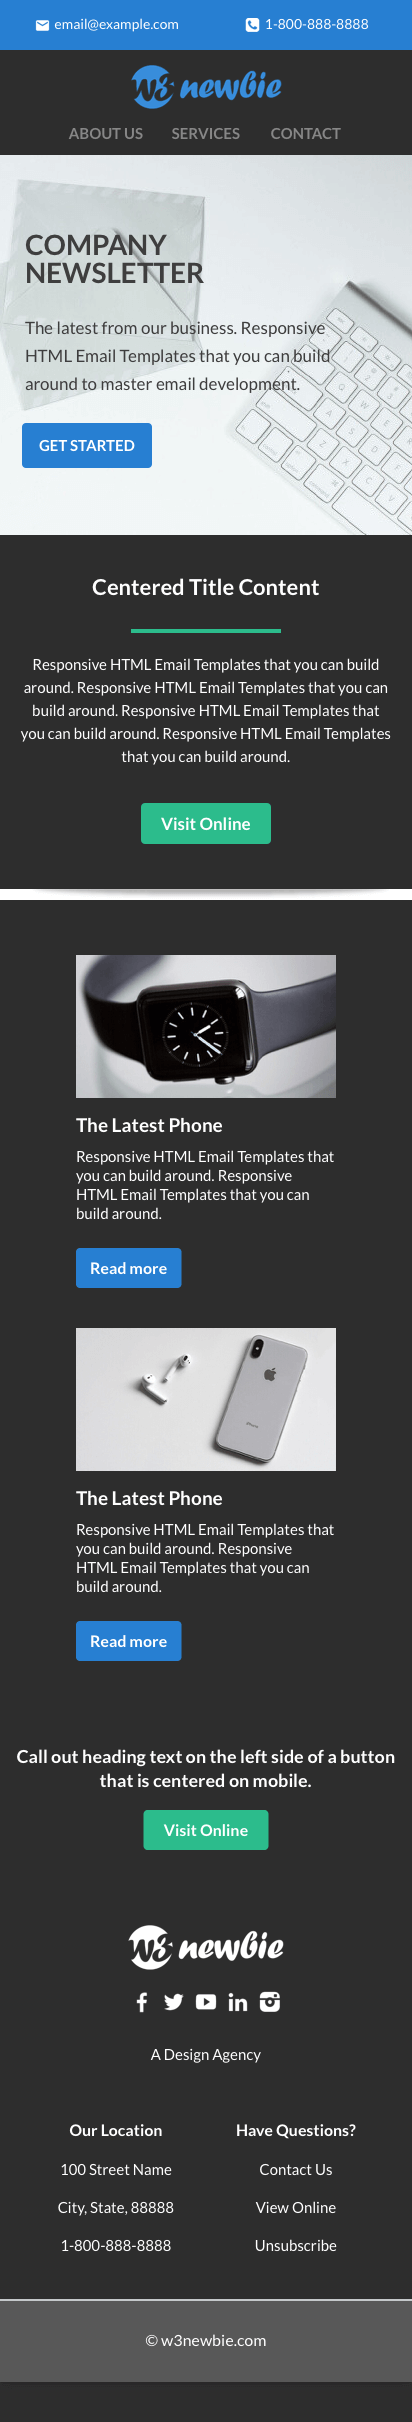 email@example.com
1-800-888-8888
w3 newbie
ABOUT US SERVICES CONTACT
COMPANY
NEWSLETTER
The latest from our business. Responsive
HTML Email Templates that you can build
around to master email development.
GET STARTED
Centered Title Content
Responsive HTML Email Templates that you can build
around. Responsive HTML Email Templates that you can
build around. Responsive HTML Email Templates that
you can build around. Responsive HTML Email Templates
that you can build around.
Visit Online
The Latest Phone
Responsive HTML Email Templates that
you can build around. Responsive
HTML Email Templates that you can
build around.
Read more
iPhone
The Latest Phone
Responsive HTML Email Templates that
you can build around. Responsive
HTML Email Templates that you can
build around.
Read more
Call out heading text on the left side of a button
that is centered on mobile.
Visit Online
w3 newbie
A Design Agency
Our Location
100 Street Name
City, State, 88888
1-800-888-8888
Have Questions?
Contact Us
View Online
Unsubscribe
© w3newbie.com